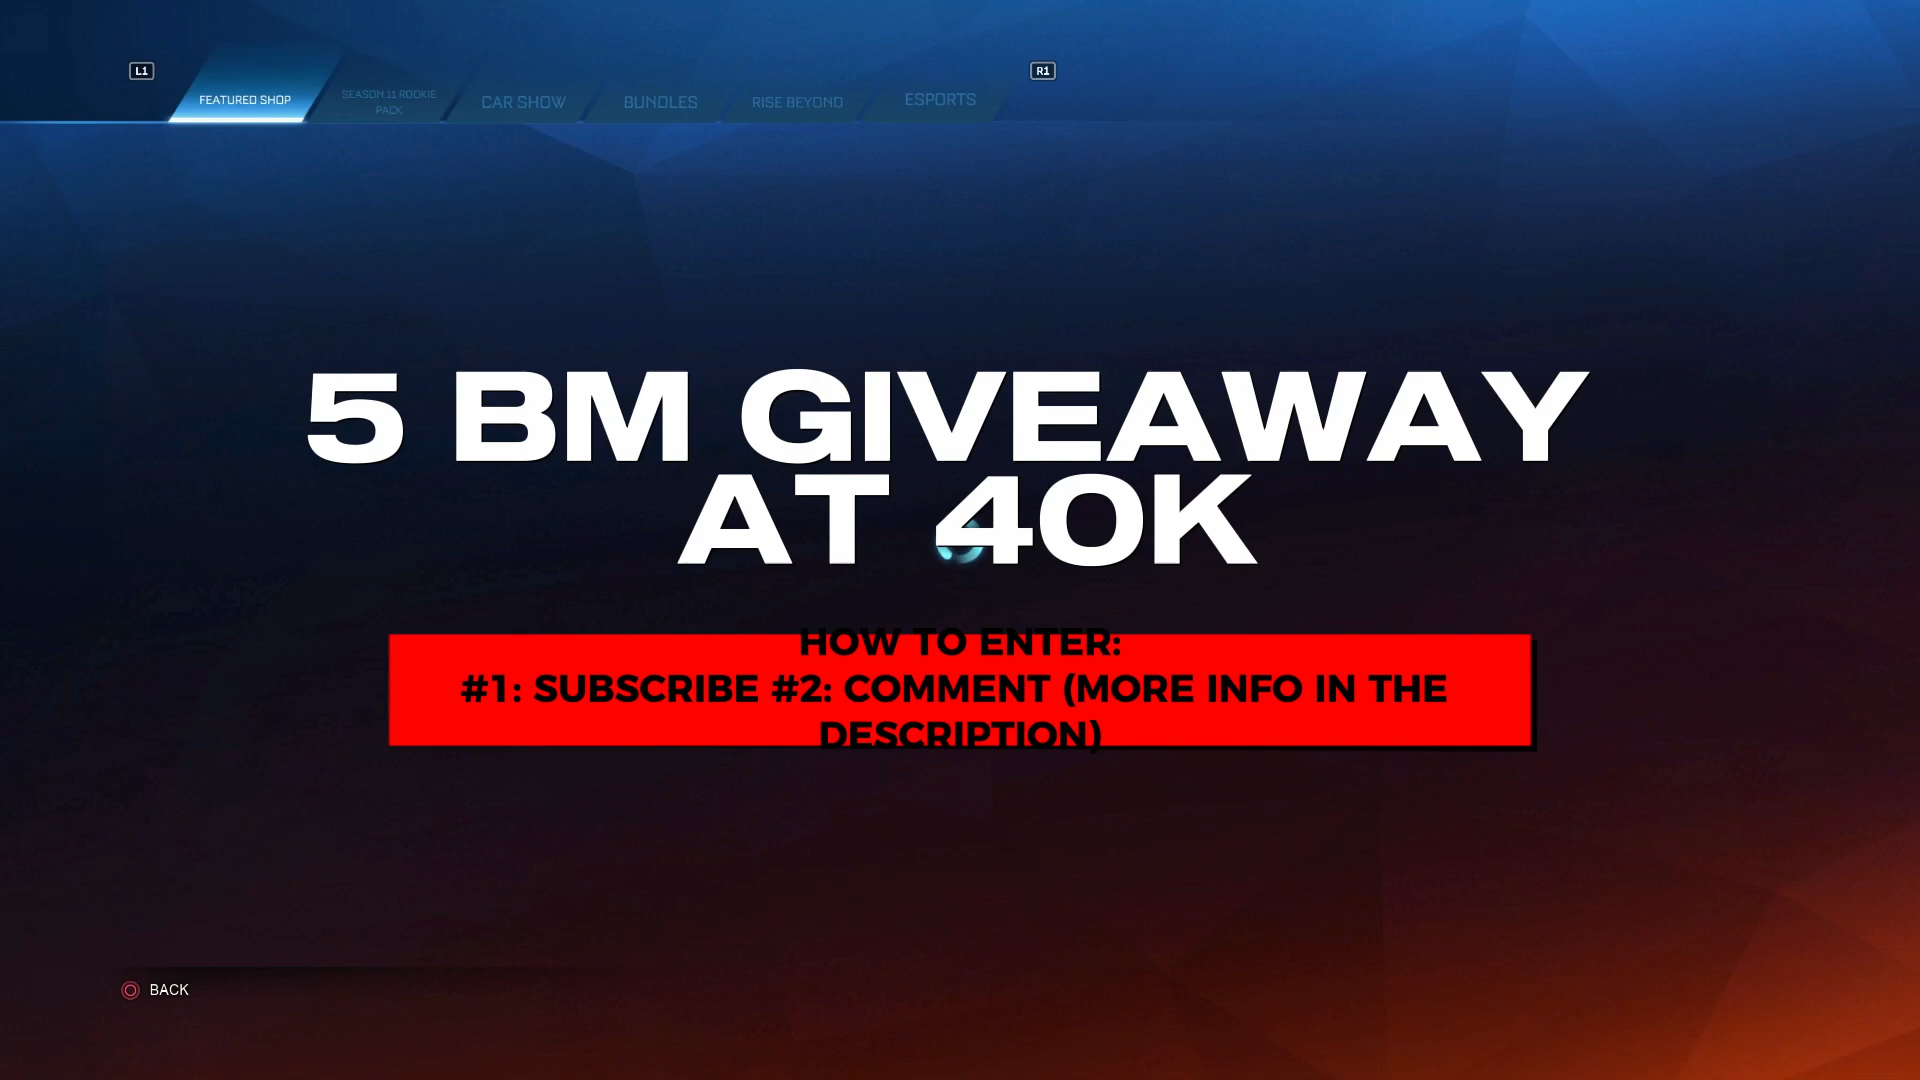 L1
R1
FEATURED SHOP
SEASON 11 ROOKIE
PACK
CAR SHOW
BUNDLES
RISE BEYOND
ESPORTS
5 BM GIVEAWAY
AT 40K
HOW TO ENTER:
#1: SUBSCRIBE #2: COMMENT (MORE INFO IN THE
DESCRIPTION)
BACK